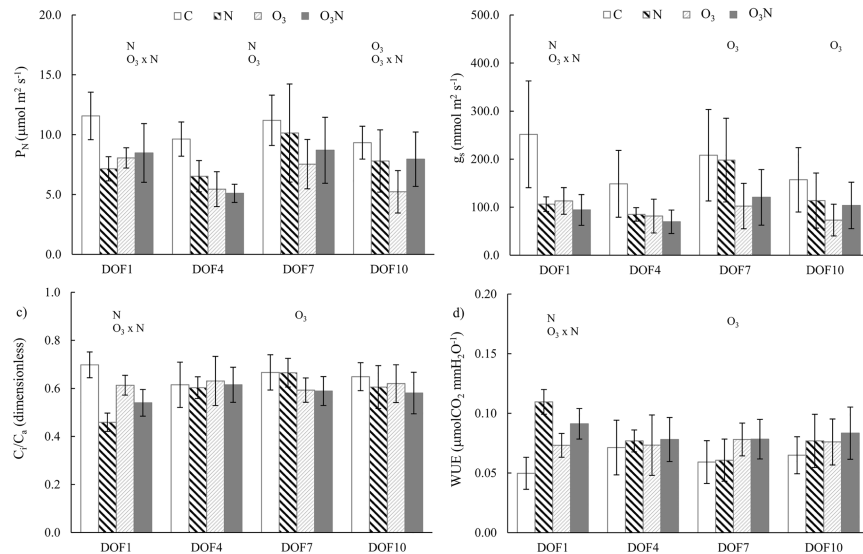 C N O₃ O₃N
20.0
15.0
10.0
5.0
0.0
P_N (μmol m² s⁻¹)
N
O₃ x N
N
O₃
O₃
O₃ x N
DOF1 DOF4 DOF7 DOF10
C N O₃ O₃N
500.0
400.0
300.0
200.0
100.0
0.0
g_s (mmol m² s⁻¹)
N
O₃ x N
O₃
O₃
DOF1 DOF4 DOF7 DOF10
c)
1.0
0.8
0.6
0.4
0.2
0.0
C_i/C_a (dimensionless)
N
O₃ x N
O₃
DOF1 DOF4 DOF7 DOF10
d)
0.20
0.15
0.10
0.05
0.00
WUE (μmolCO₂ mmH₂O⁻¹)
N
O₃ x N
O₃
DOF1 DOF4 DOF7 DOF10